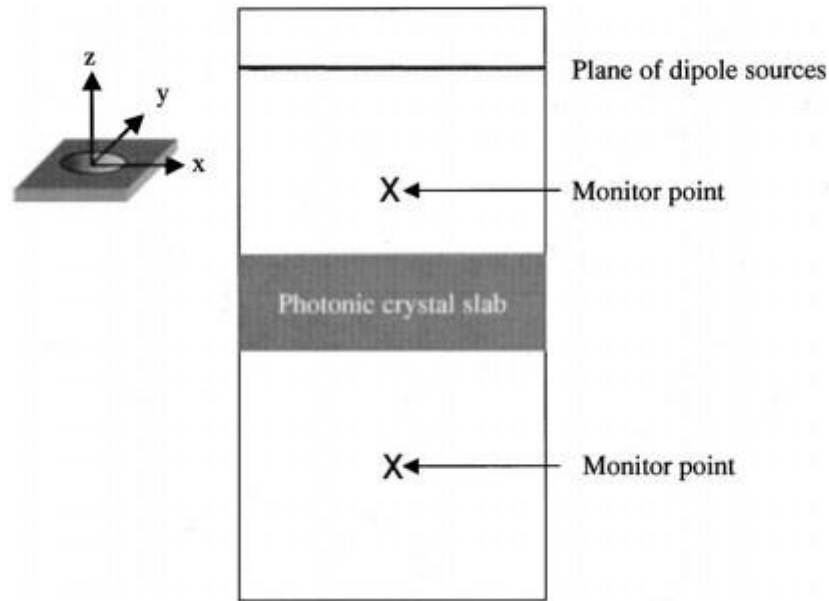 z
y
x
Plane of dipole sources
X
Monitor point
Photonic crystal slab
X
Monitor point